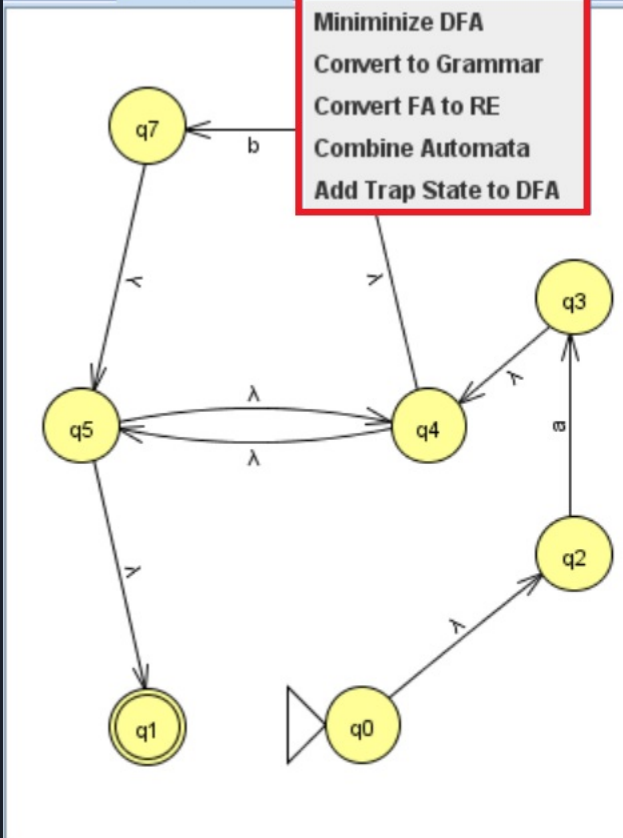 Miniminize DFA
Convert to Grammar
Convert FA to RE
Combine Automata
Add Trap State to DFA
q7
b
λ
λ
q3
λ
q5
λ
q4
λ
a
q2
λ
λ
q1
q0